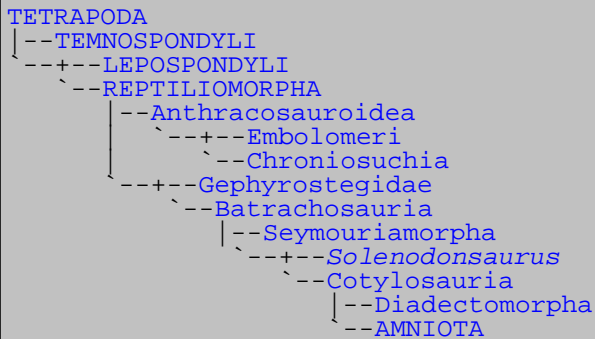 TETRAPODA
|--TEMNOSPONDYLI
`--+--LEPOSPONDYLI
   `--REPTILIOMORPHA
      |--Anthracosauroidea
      |  `--+--Embolomeri
      |     `--Chroniosuchia
      `--+--Gephyrostegidae
         `--Batrachosauria
            |--Seymouriamorpha
            `--+--Solenodonsaurus
               `--Cotylosauria
                  |--Diadectomorpha
                  `--AMNIOTA